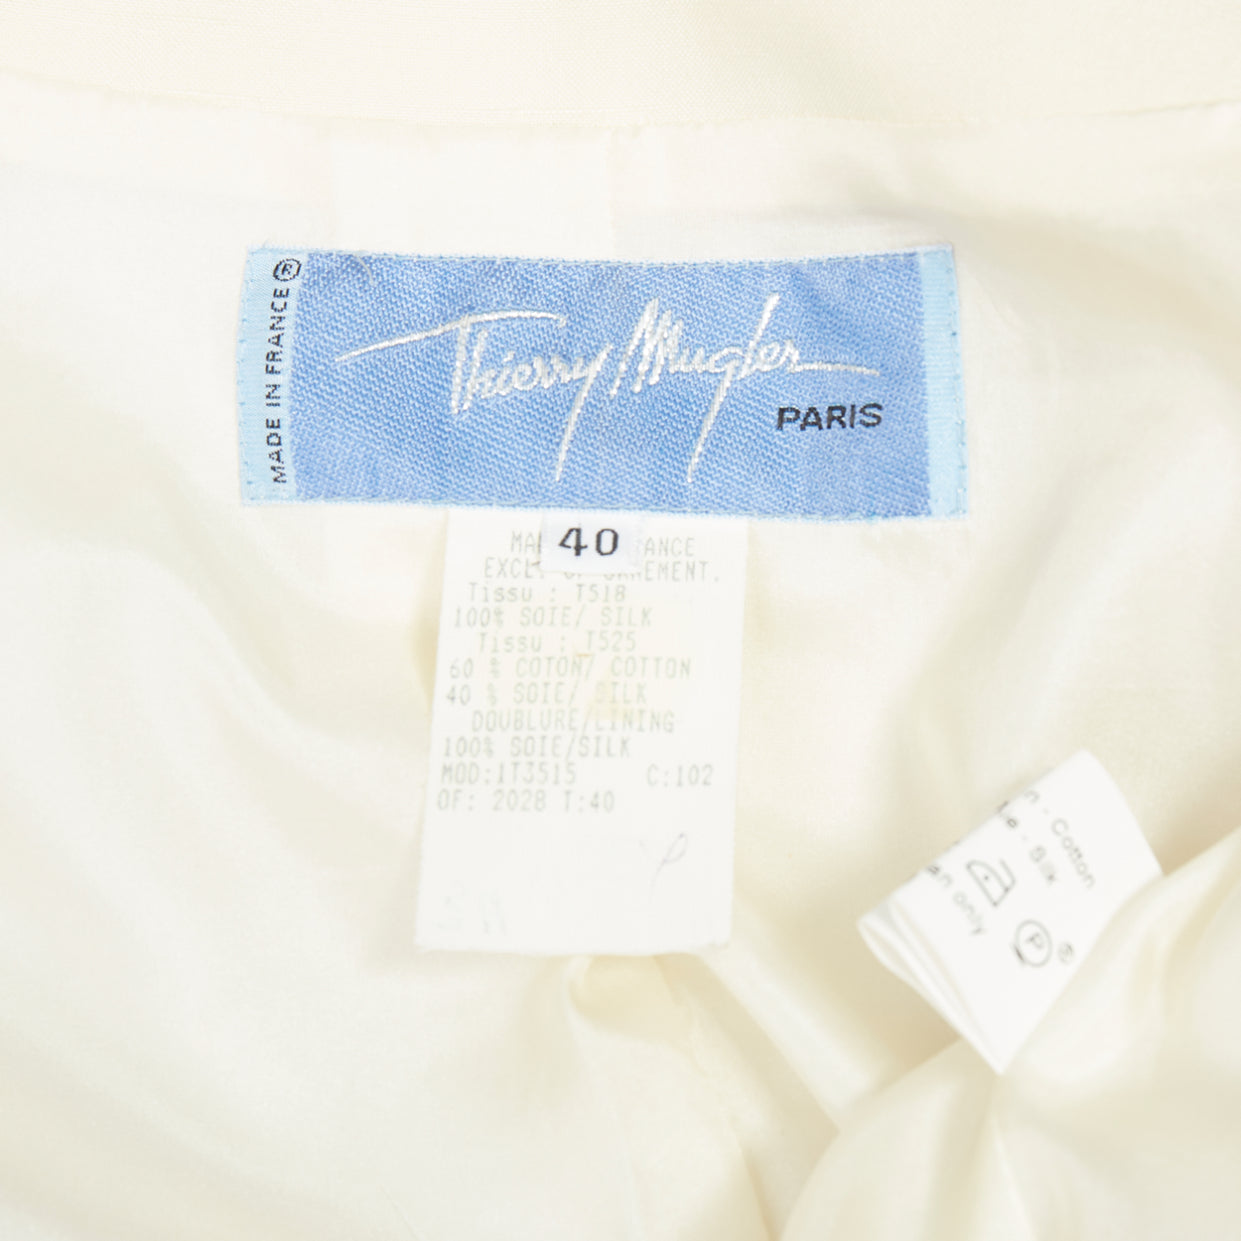 MADE IN FRANCE ®
Thierry Mugler
PARIS
40
EXCL. OF
Tissu : T518
100% SOIE/ SILK
Tissu : T525
60 % COTON/ COTTON
40 % SOIE/ SILK
DOUBLURE/LINING
100% SOIE/SILK
MOD:1T3515 C:102
OF: 2028 T:40
- Cotton
- Silk
only
P ®